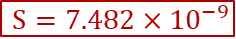 S = 7.482 × 10⁻⁹